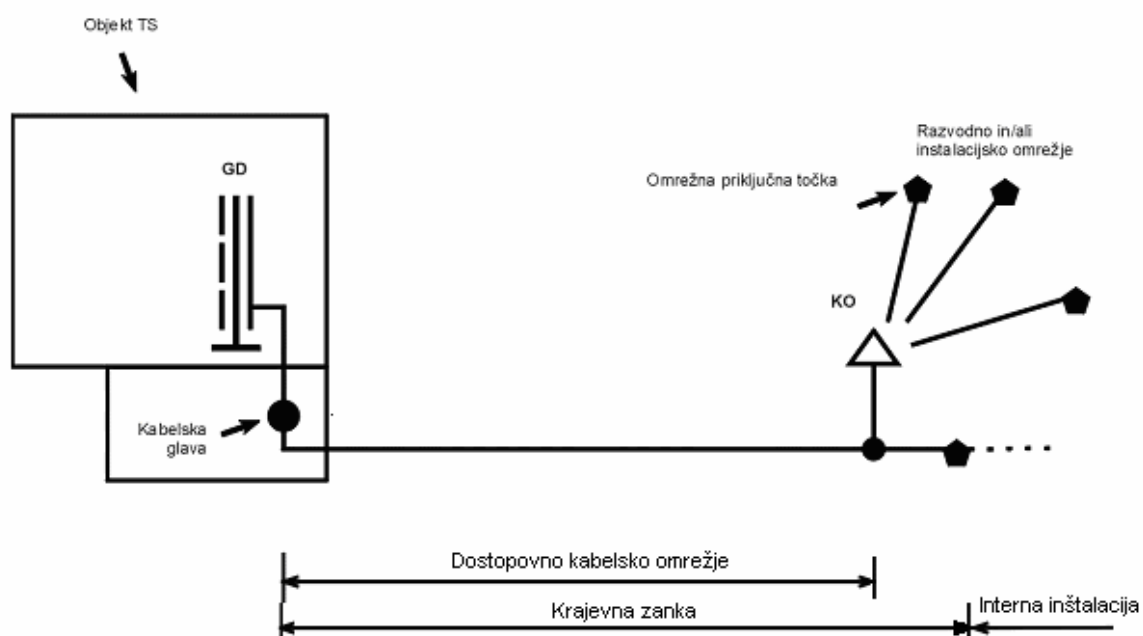 Objekt TS
GD
Razvodno in/ali
instalacijsko omrežje
Omrežna priključna točka
KO
Kabelska
glava
Dostopovno kabelsko omrežje
Krajevna zanka
Interna inštalacija